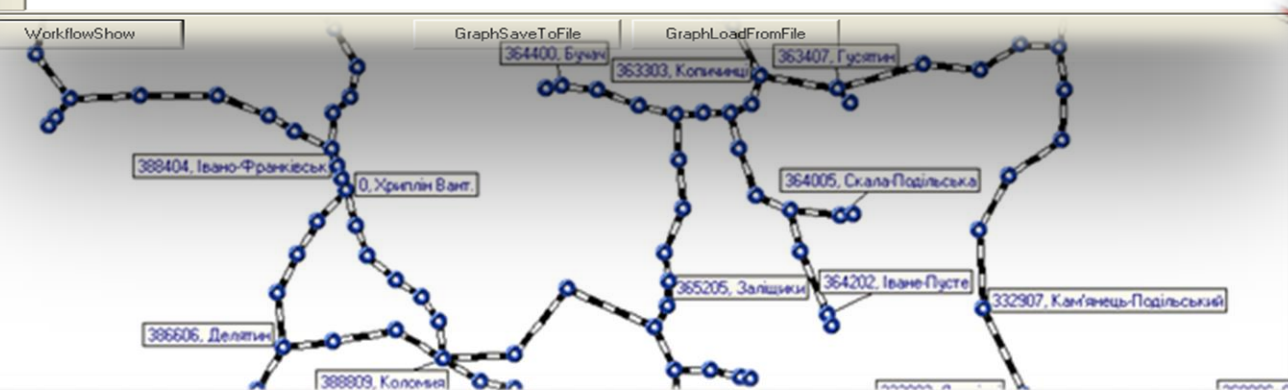 WorkflowShow
GraphSaveToFile
GraphLoadFromFile
364400, Бучач
363407, Гусятин
363303, Копичинці
388404, Івано-Франківськ
0, Хриплін Вант.
364005, Скала-Подільська
365205, Заліщики
364202, Іване-Пусте
332907, Кам'янець-Подільський
386606, Делятин
388809, Коломия